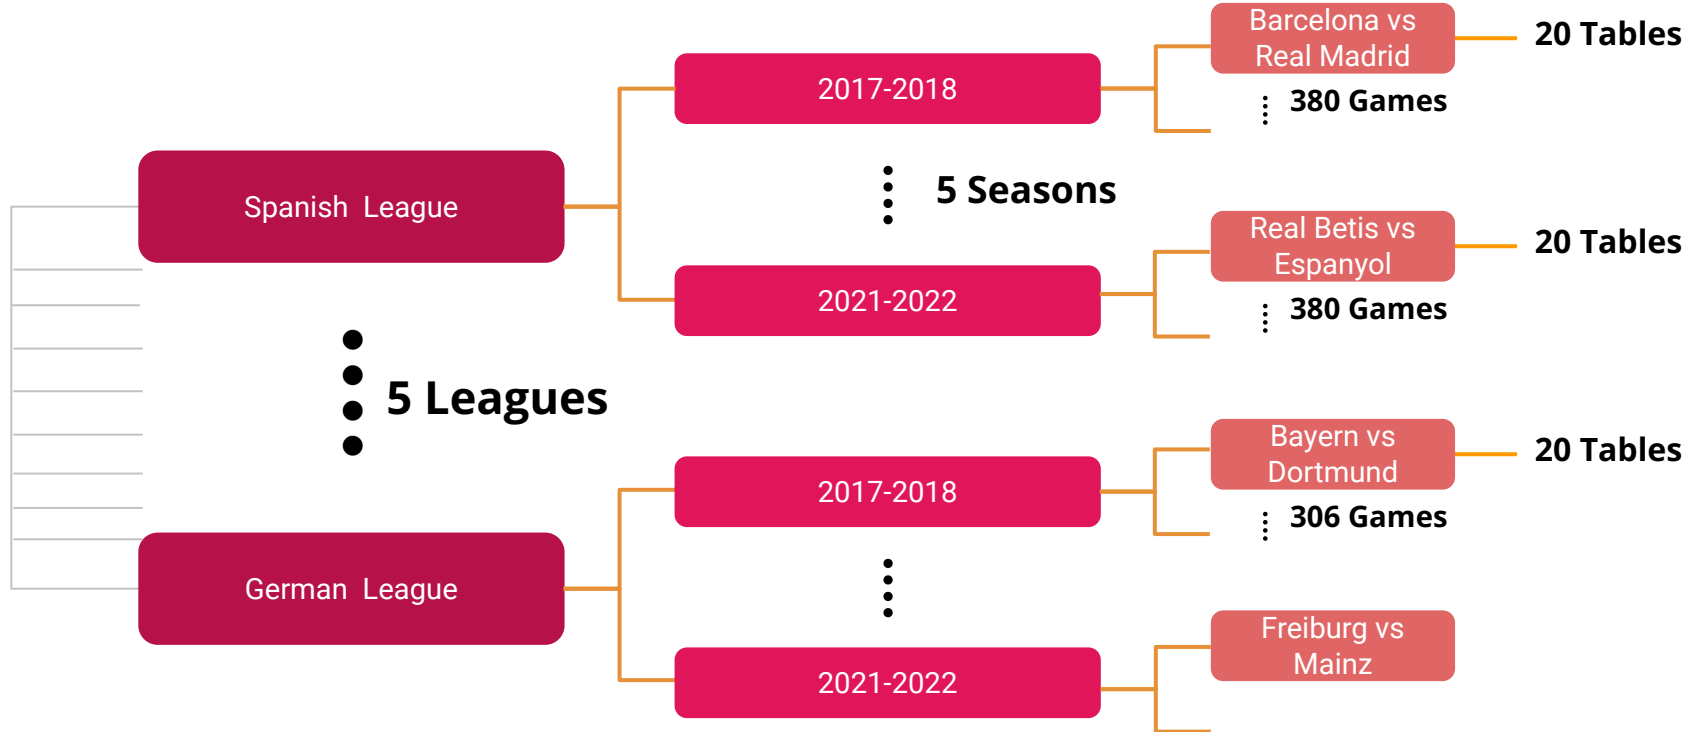 Barcelona vs
Real Madrid
20 Tables
380 Games
2017-2018
5 Seasons
Spanish League
Real Betis vs
Espanyol
20 Tables
380 Games
2021-2022
5 Leagues
Bayern vs
Dortmund
20 Tables
306 Games
2017-2018
German League
Freiburg vs
Mainz
2021-2022